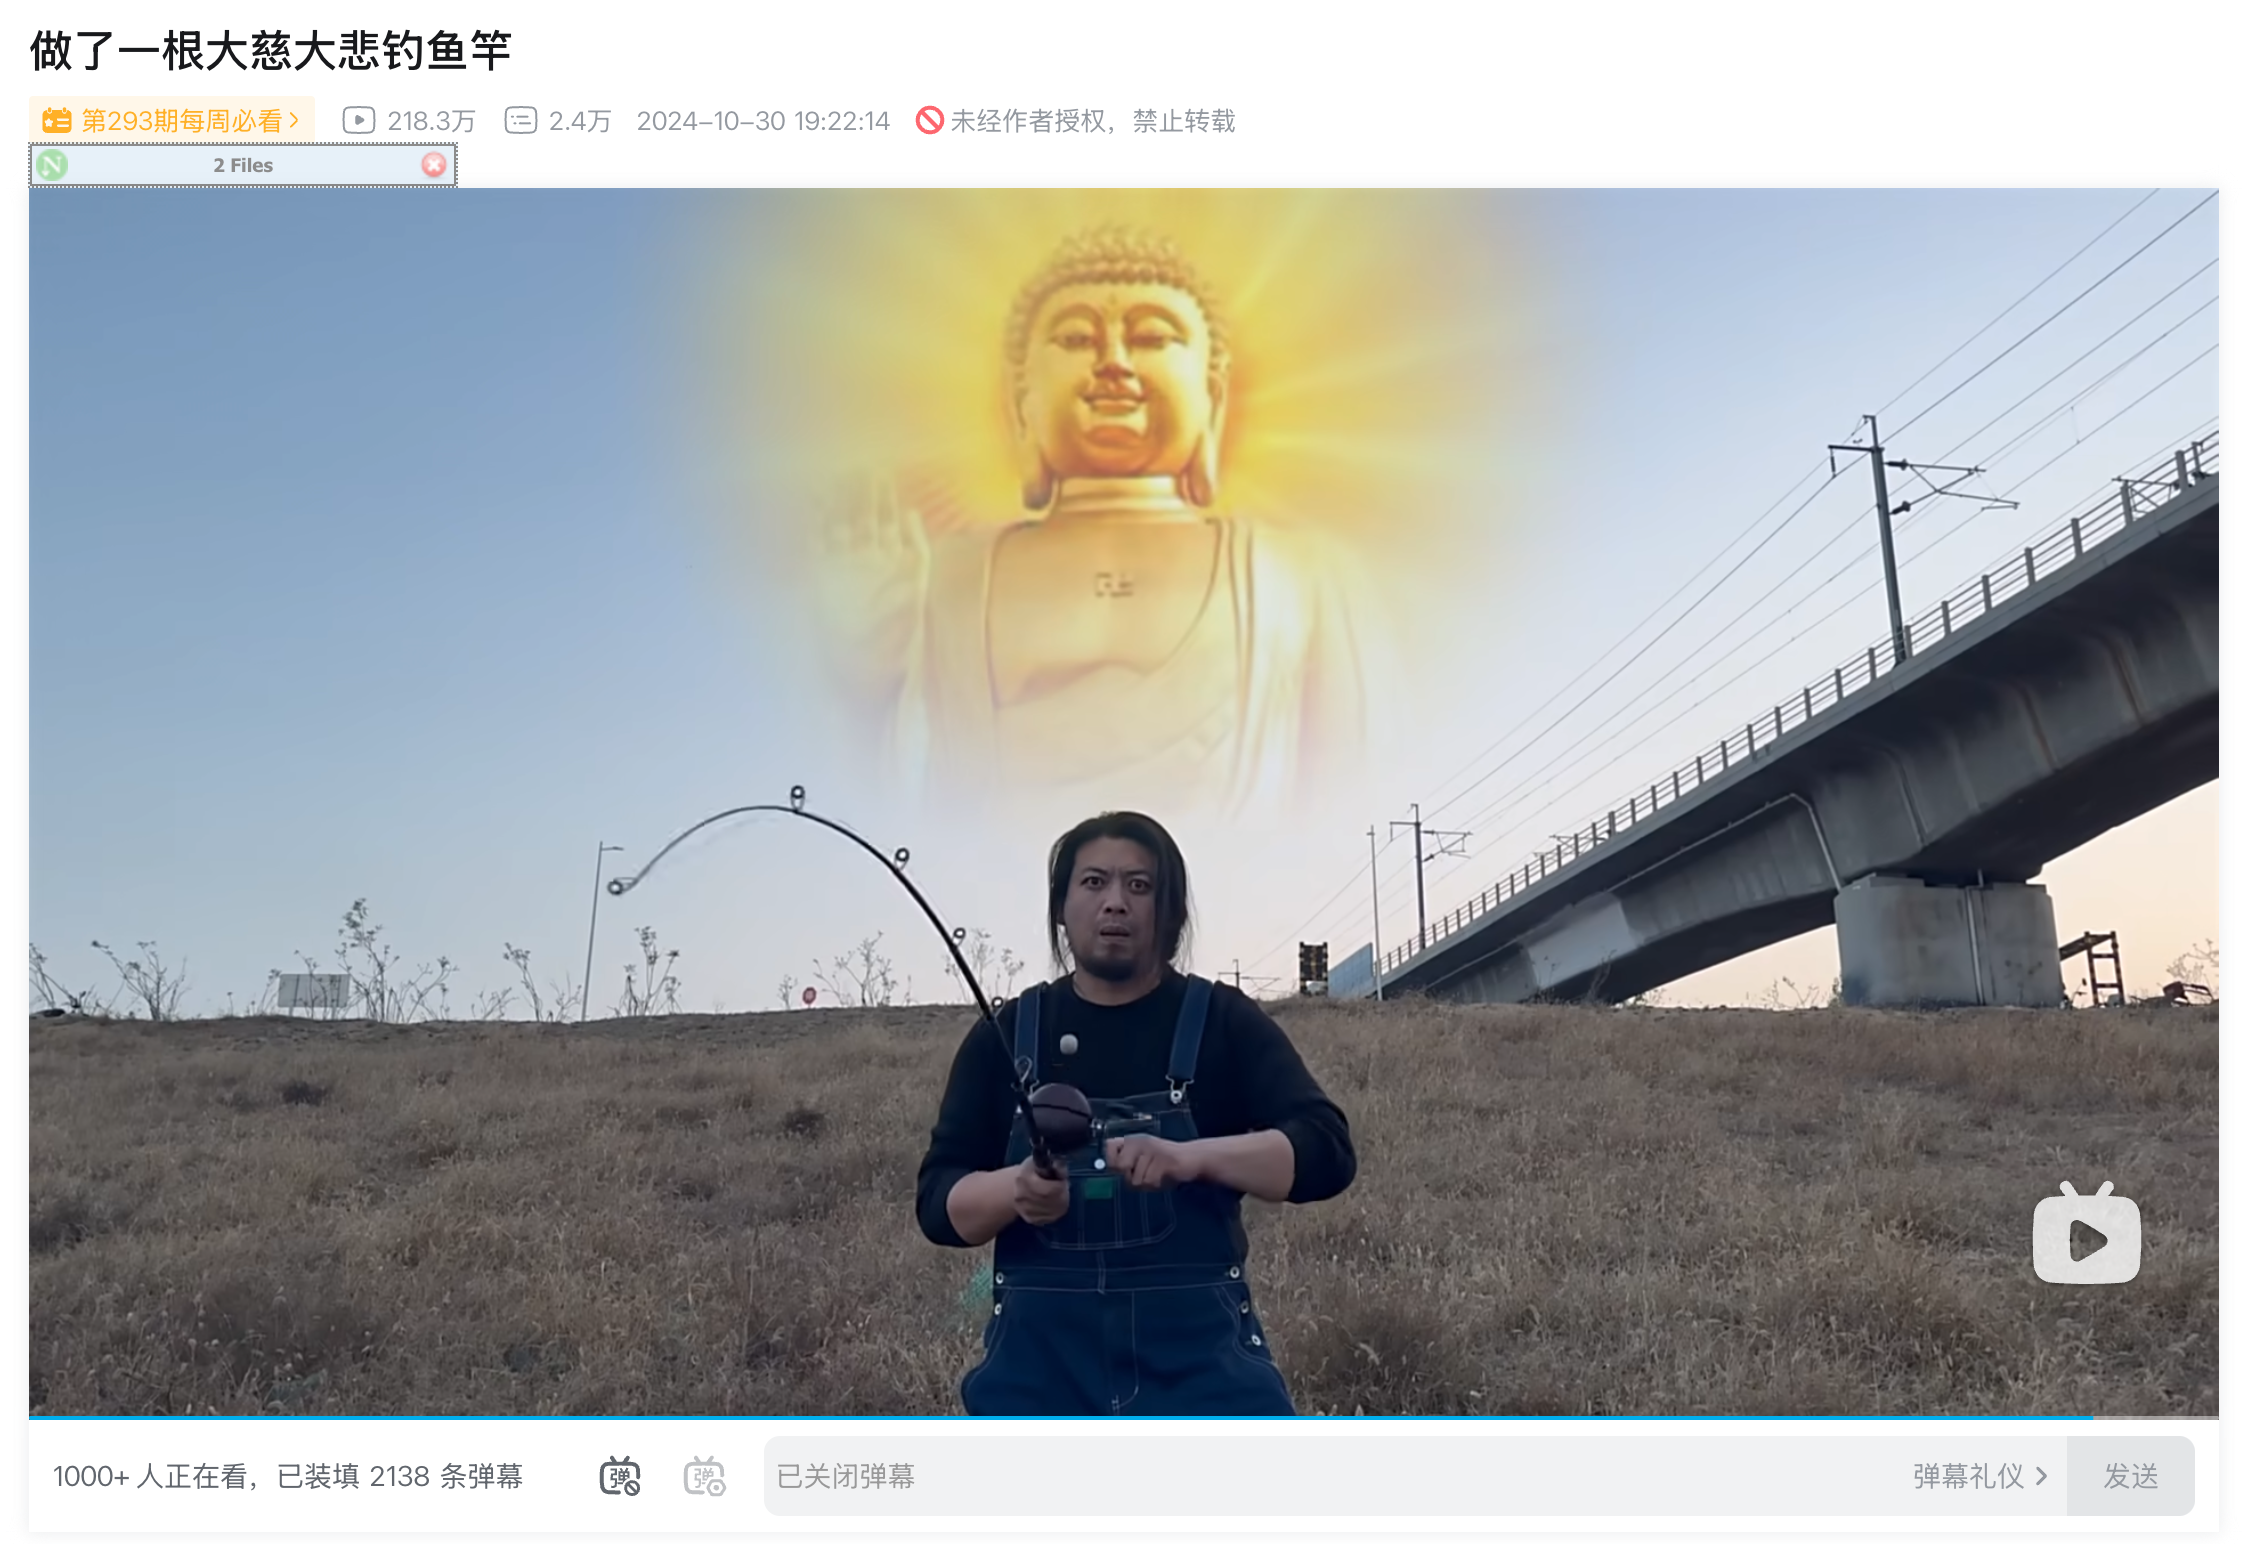 做了一根大慈大悲钓鱼竿
第293期每周必看 218.3万 2.4万 2024-10-30 19:22:14 未经作者授权，禁止转载
N 2 Files
1000+ 人正在看，已装填 2138 条弹幕 弹 弹 已关闭弹幕 弹幕礼仪 发送